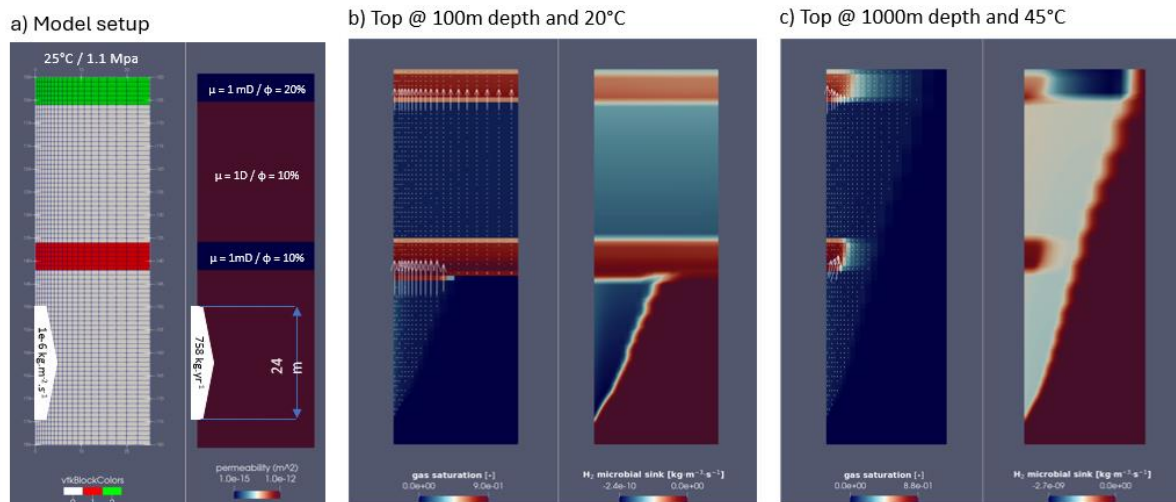 a) Model setup
25°C / 1.1 Mpa
1e-6 kg.m⁻².s⁻¹
vtkBlockColors
0 1 2
μ = 1 mD / ϕ = 20%
μ = 1D / ϕ = 10%
μ = 1mD / ϕ = 10%
758 kg.yr⁻¹
24
m
permeability (m^2)
1.0e-15 1.0e-12
b) Top @ 100m depth and 20°C
gas saturation [-]
0.0e+00 9.0e-01
H₂ microbial sink [kg·m⁻³·s⁻¹]
-2.4e-10 0.0e+00
c) Top @ 1000m depth and 45°C
gas saturation [-]
0.0e+00 8.8e-01
H₂ microbial sink [kg·m⁻³·s⁻¹]
-2.7e-09 0.0e+00